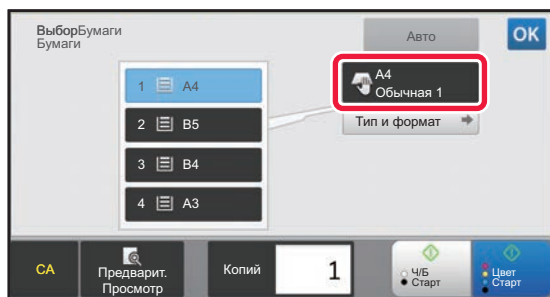 ВыборБумаги
Бумаги
Авто
OK
1 A4
2 B5
3 B4
4 A3
A4
Обычная 1
Тип и формат
CA
Предварит.
Просмотр
Копий
1
Ч/Б
Старт
Цвет
Старт